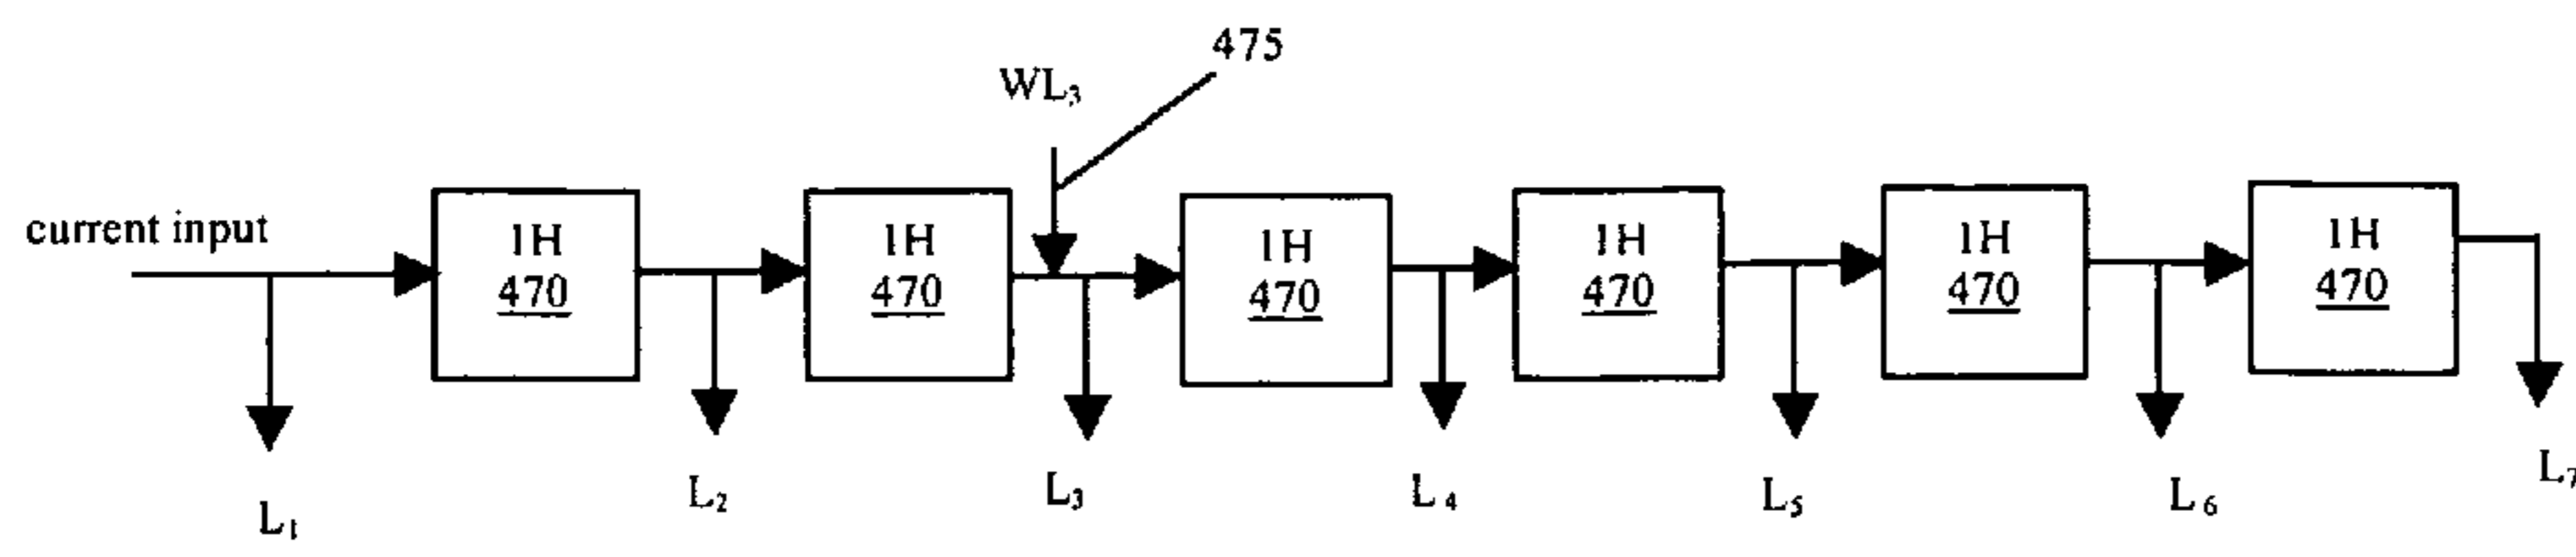 475
WL₃
current input
1H
470
1H
470
1H
470
1H
470
1H
470
1H
470
L₁
L₂
L₃
L₄
L₅
L₆
L₇